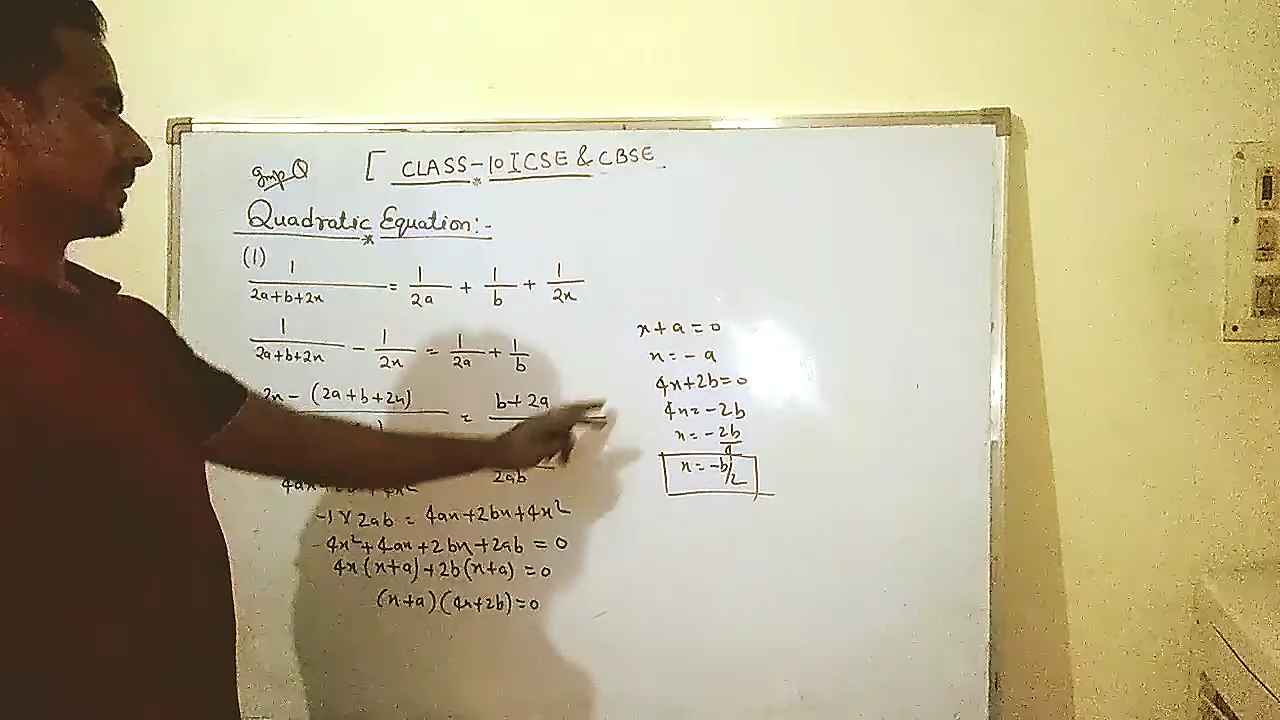 Imp Q [ CLASS-10 ICSE & CBSE
Quadratic Equation:-
(1) 1/(2a+b+2x) = 1/2a + 1/b + 1/2x
1/(2a+b+2x) - 1/2x = 1/2a + 1/b
2x - (2a+b+2x) = b+2a
2ab
-1 x 2ab = 4ax+2bx+4x²
4x²+4ax+2bx+2ab = 0
4x(x+a)+2b(x+a) = 0
(x+a)(4x+2b)=0
x+a=0
x=-a
4x+2b=0
4x=-2b
x=-2b/4
x=-b/2